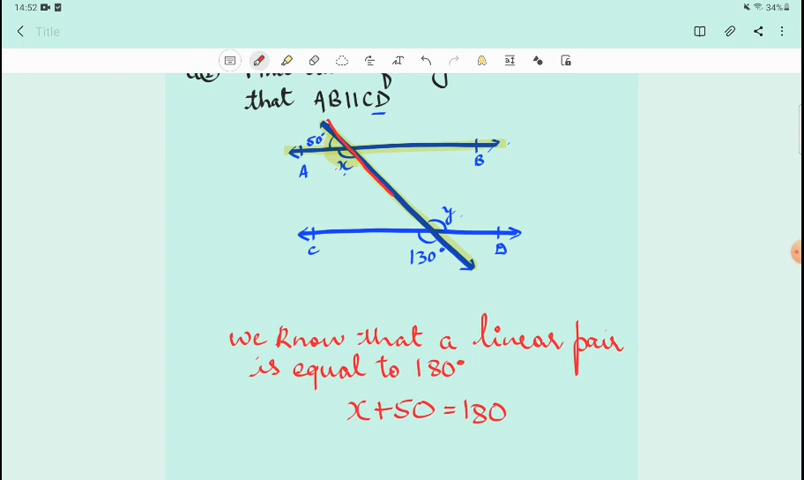 14:52
34%
Title
that AB||CD
50°
A
x
B
y
C
130°
D
we know that a linear pair
is equal to 180°
x+50=180